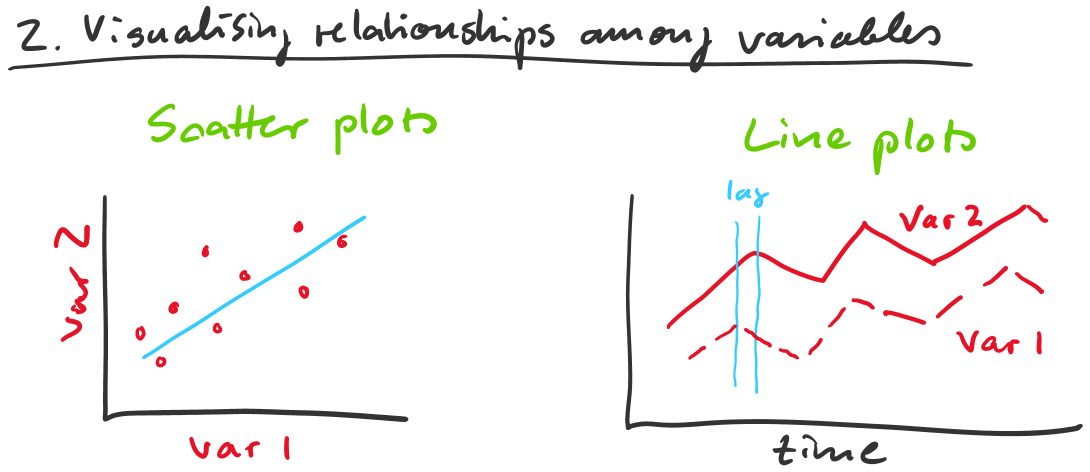 2. Visualising relationships among variables
Scatter plots
Line plots
lag
Var 2
var 2
Var 1
var 1
time